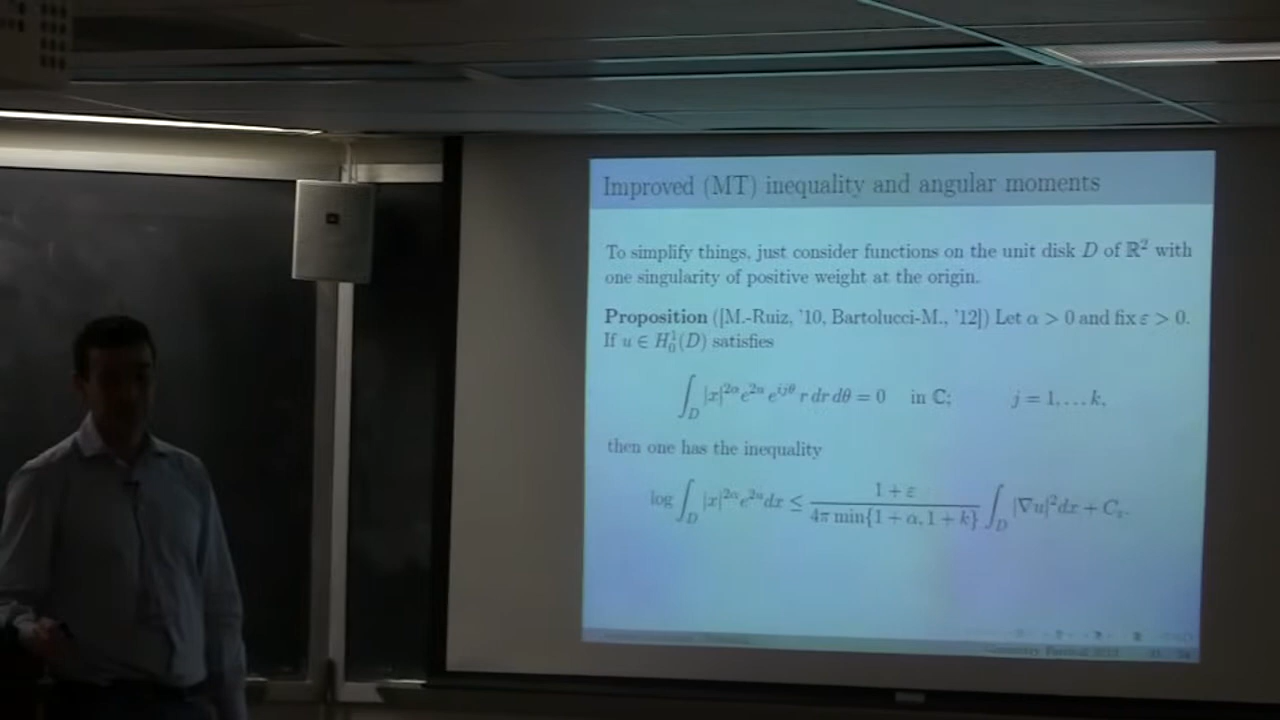 Improved (MT) inequality and angular moments
To simplify things, just consider functions on the unit disk D of ℝ² with
one singularity of positive weight at the origin.
Proposition ([M.-Ruiz, '10, Bartolucci-M., '12]) Let α > 0 and fix ε > 0.
If u ∈ H¹₀(D) satisfies
∫_D |x|^{2α} e^{2u} e^{ijθ} r dr dθ = 0 in ℂ; j = 1, … k,
then one has the inequality
log ∫_D |x|^{2α} e^{2u} dx ≤ (1 + ε)/(4π min{1 + α, 1 + k}) ∫_D |∇u|² dx + C_ε.
Geometry Festival